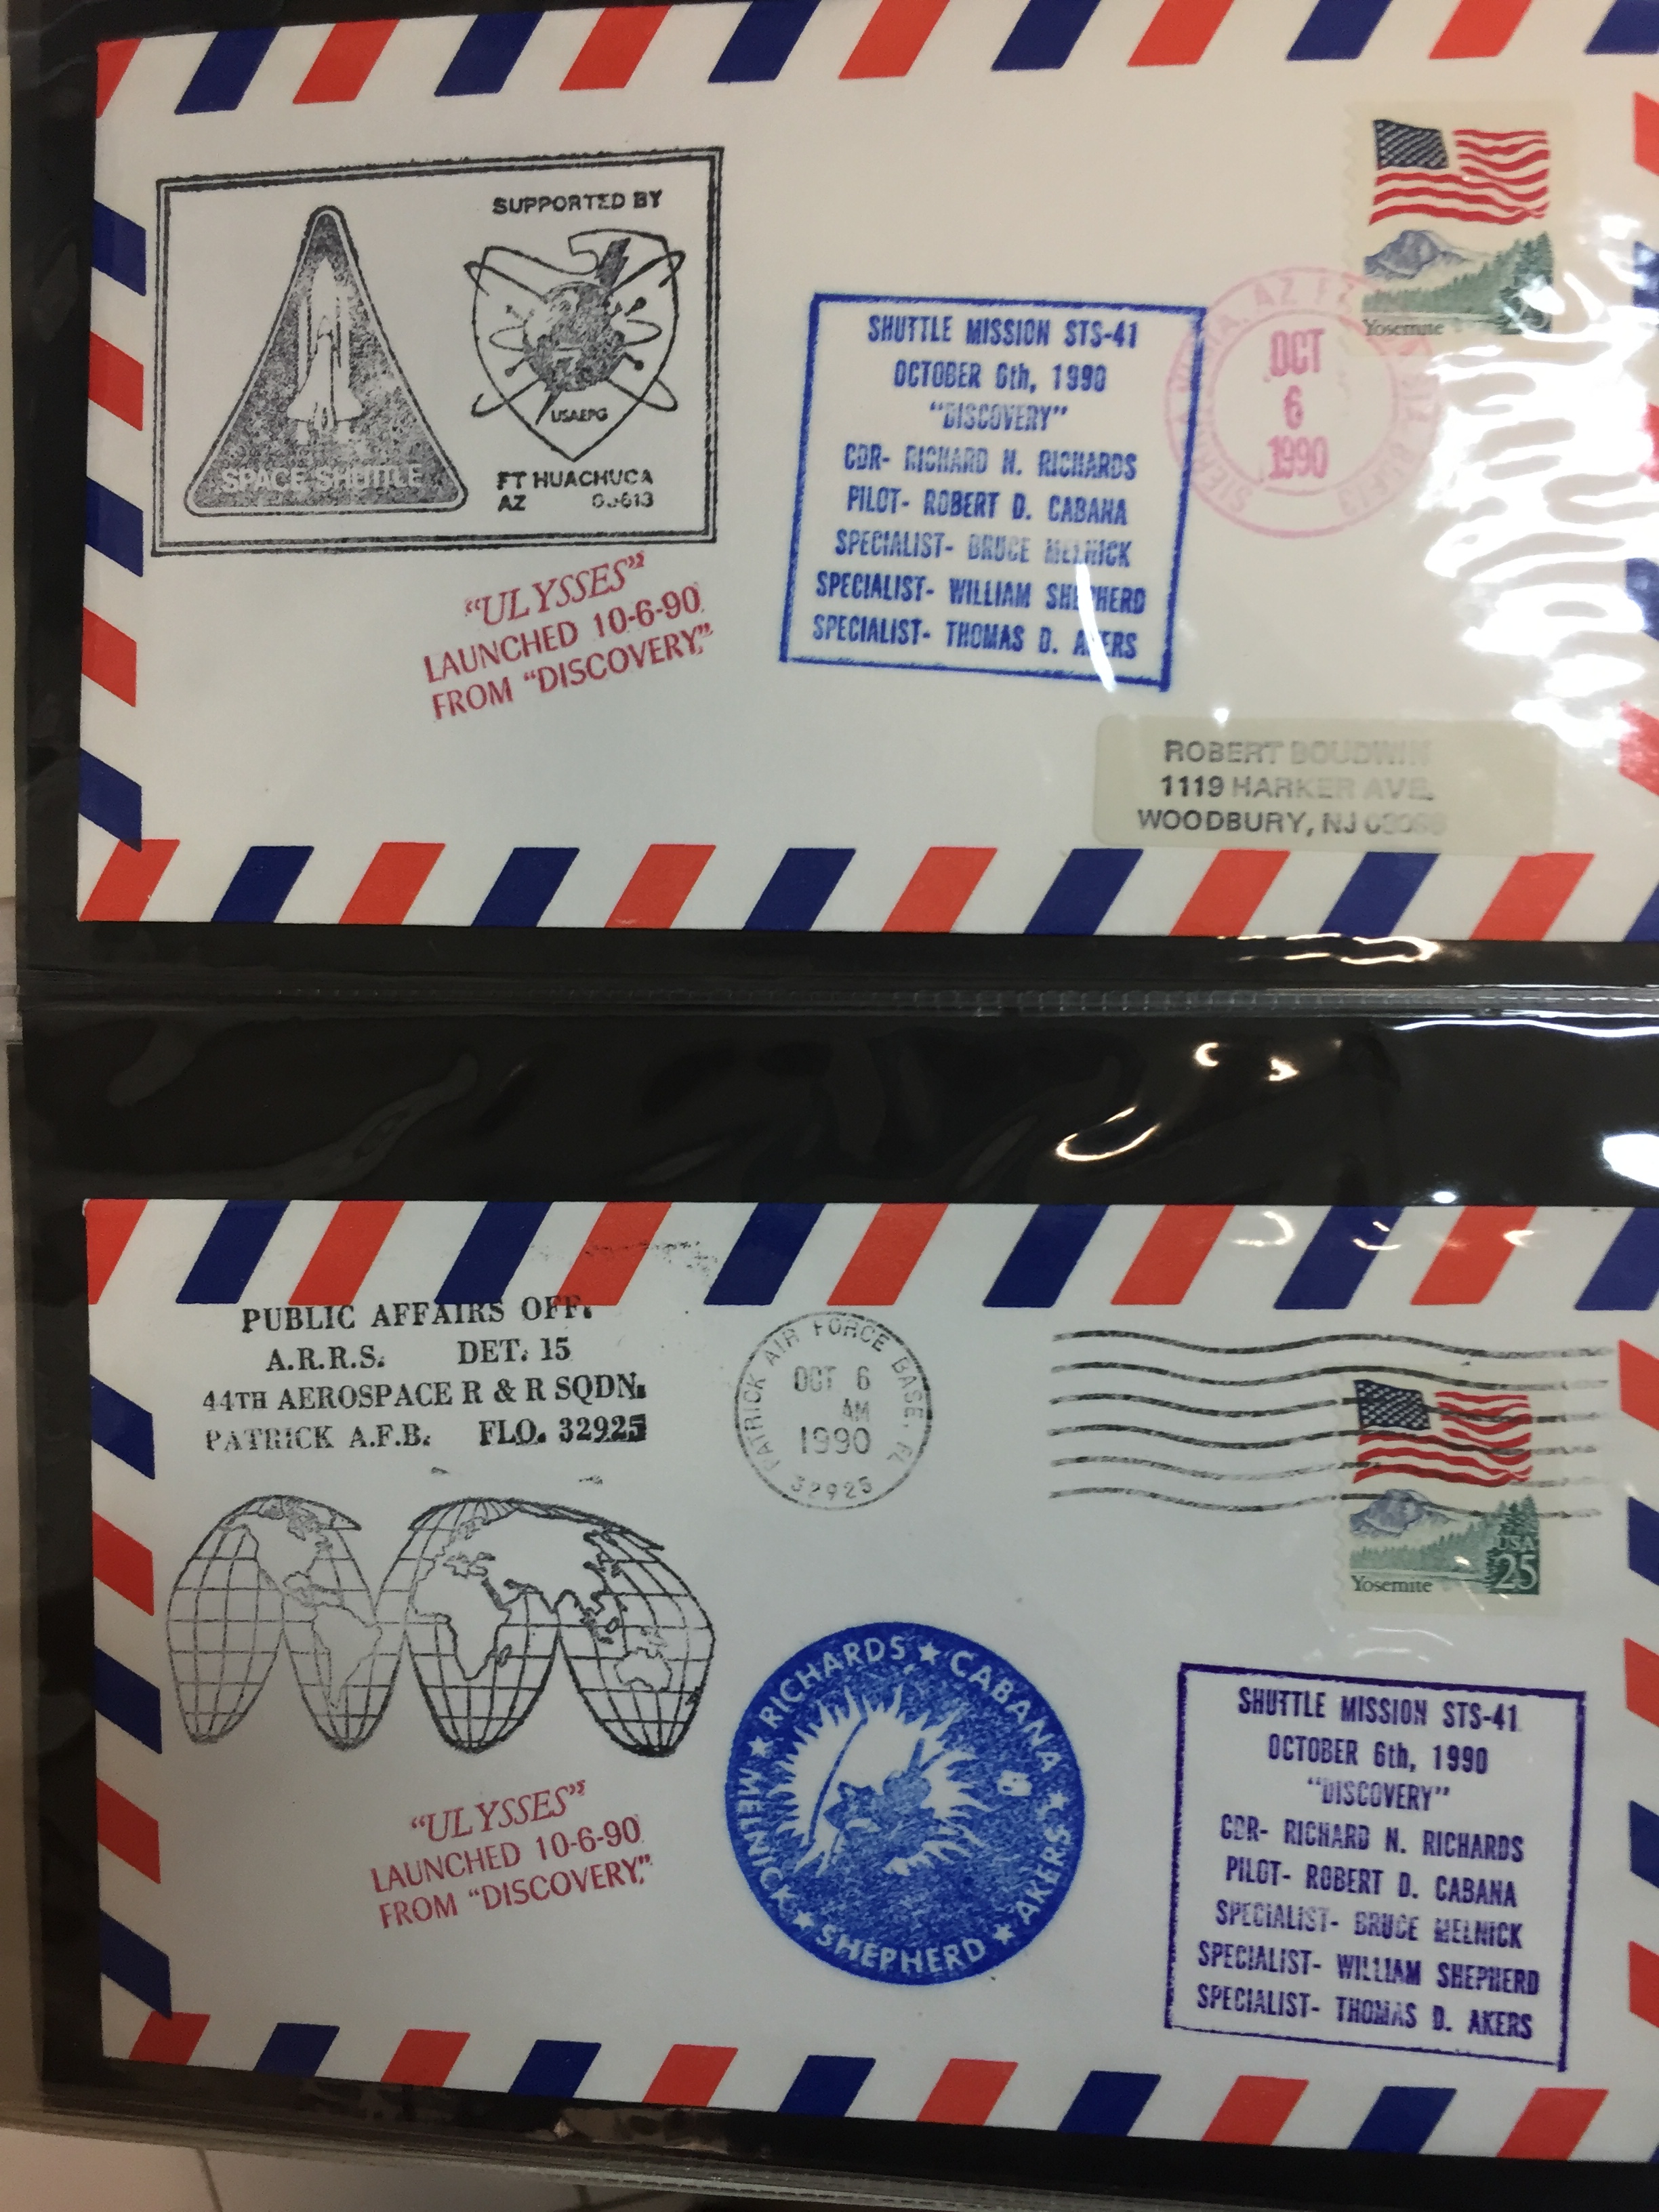 SUPPORTED BY
SPACE SHUTTLE
USAEPG
FT HUACHUCA
AZ
"ULYSSES"
LAUNCHED 10-6-90
FROM "DISCOVERY,"
SHUTTLE MISSION STS-41
OCTOBER 6th, 1990
"DISCOVERY"
CDR- RICHARD N. RICHARDS
PILOT- ROBERT D. CABANA
SPECIALIST- BRUCE MELNICK
SPECIALIST- WILLIAM SHEPHERD
SPECIALIST- THOMAS D. AKERS
Yosemite
AZ
OCT
6
1990
ROBERT BOUDWIN
1119 HARKER AVE.
WOODBURY, NJ
PUBLIC AFFAIRS OFF.
A.R.R.S. DET. 15
44TH AEROSPACE R & R SQDN.
PATRICK A.F.B. FLO. 32925
PATRICK AIR FORCE BASE, FL
OCT 6
AM
1990
32925
USA
25
Yosemite
"ULYSSES"
LAUNCHED 10-6-90
FROM "DISCOVERY,"
RICHARDS ★ CABANA ★ AKERS ★ SHEPHERD ★ MELNICK ★
SHUTTLE MISSION STS-41
OCTOBER 6th, 1990
"DISCOVERY"
CDR- RICHARD N. RICHARDS
PILOT- ROBERT D. CABANA
SPECIALIST- BRUCE MELNICK
SPECIALIST- WILLIAM SHEPHERD
SPECIALIST- THOMAS D. AKERS